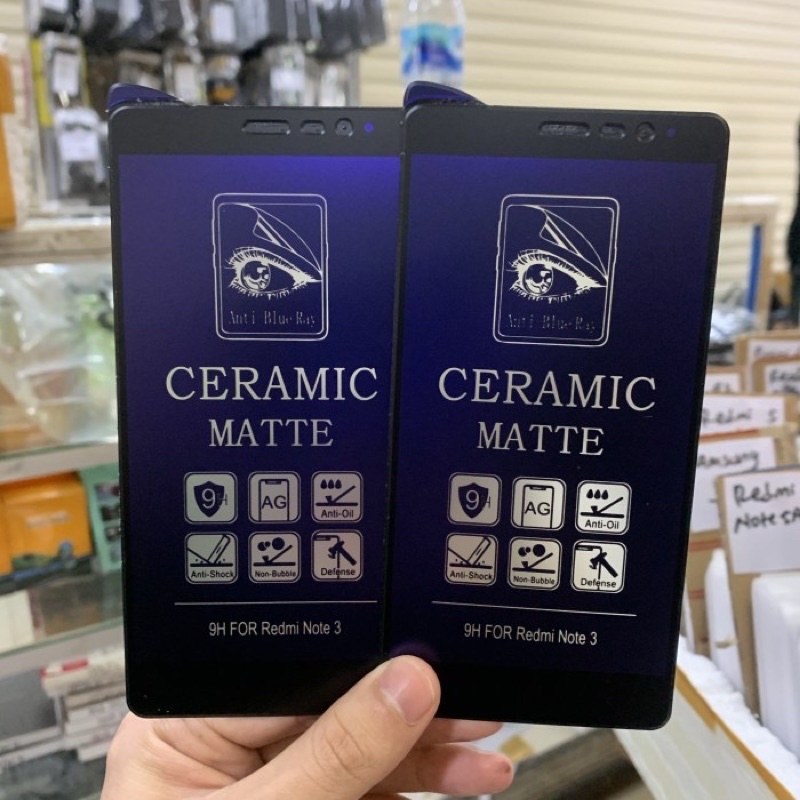 Anti Blue Ray
CERAMIC
MATTE
9H
AG
Anti-Oil
Anti-Shock
Non-Bubble
Defense
9H FOR Redmi Note 3
Anti Blue Ray
CERAMIC
MATTE
9H
AG
Anti-Oil
Anti-Shock
Non-Bubble
Defense
9H FOR Redmi Note 3
Redmi 5
Samsung
Redmi
Note 5A